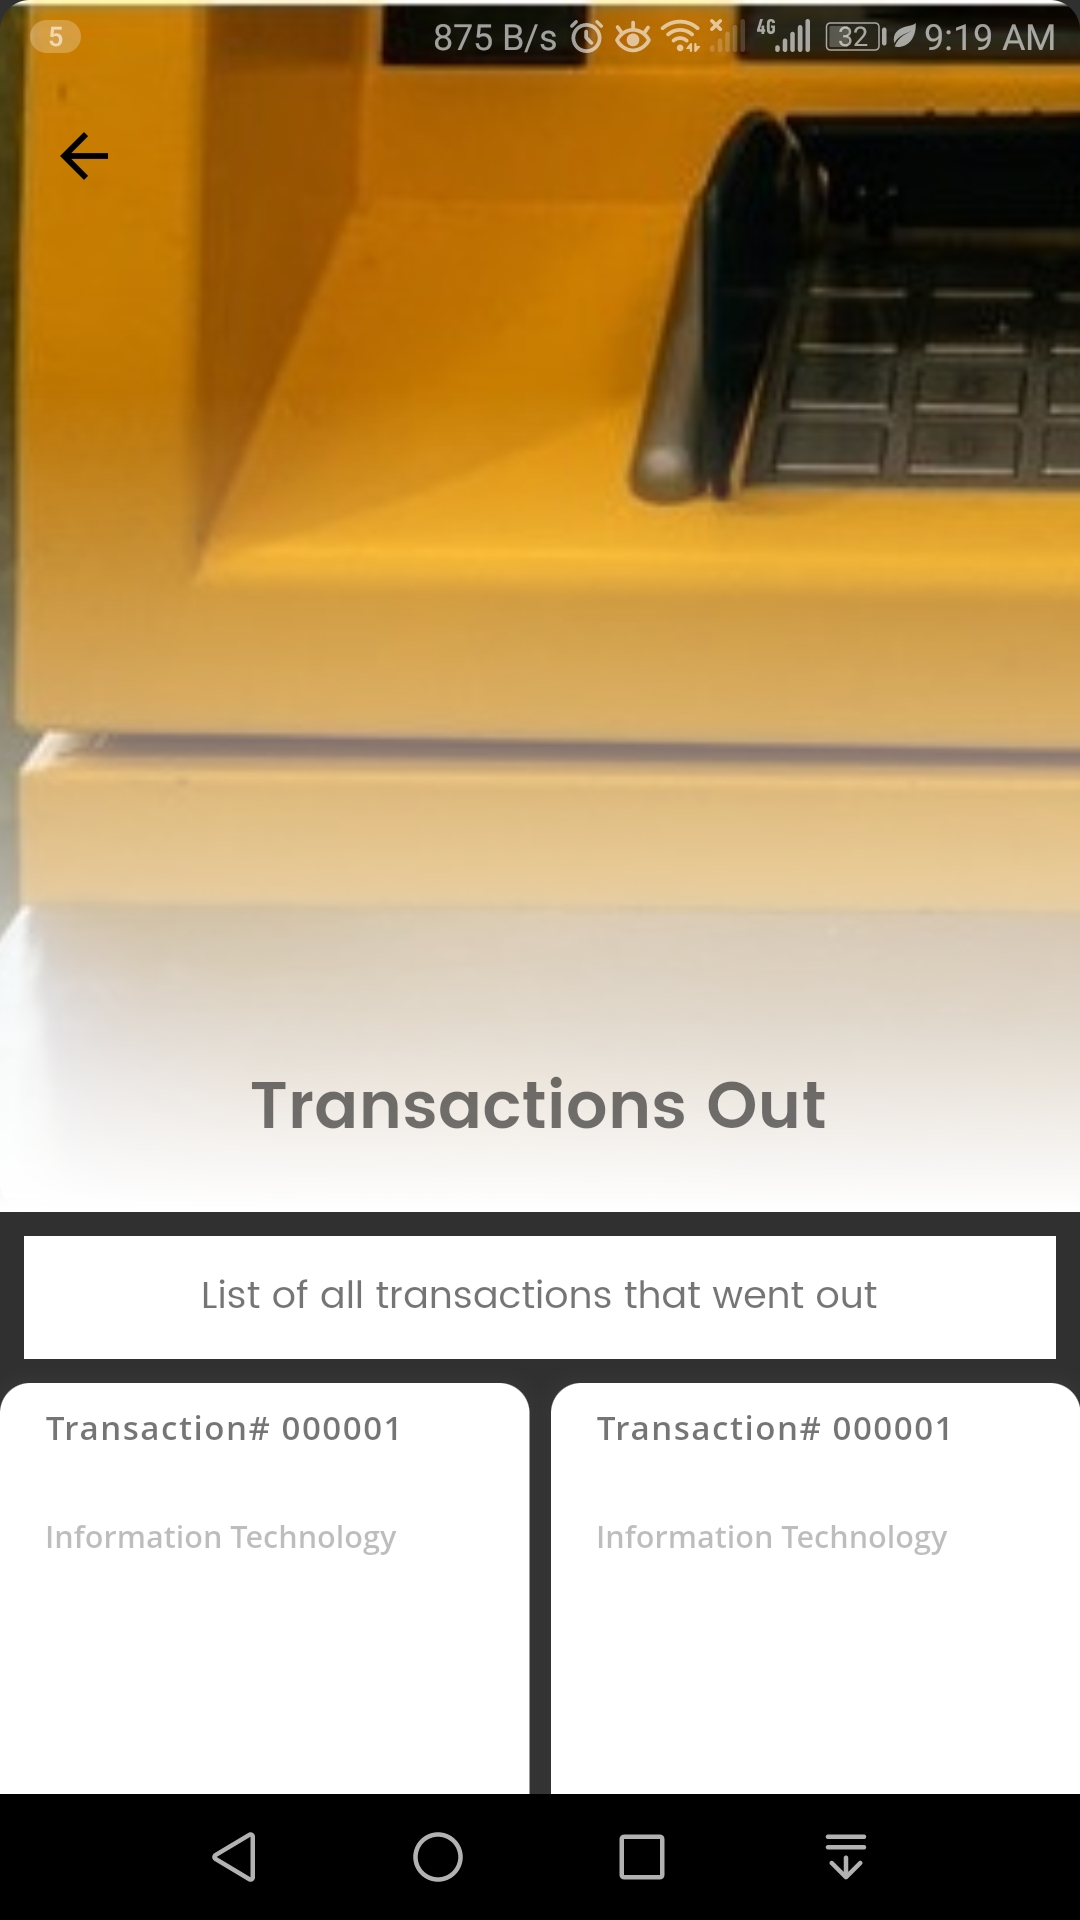 5 875 B/s 4G 32 9:19 AM
Transactions Out
List of all transactions that went out
Transaction# 000001 Transaction# 000001
Information Technology Information Technology